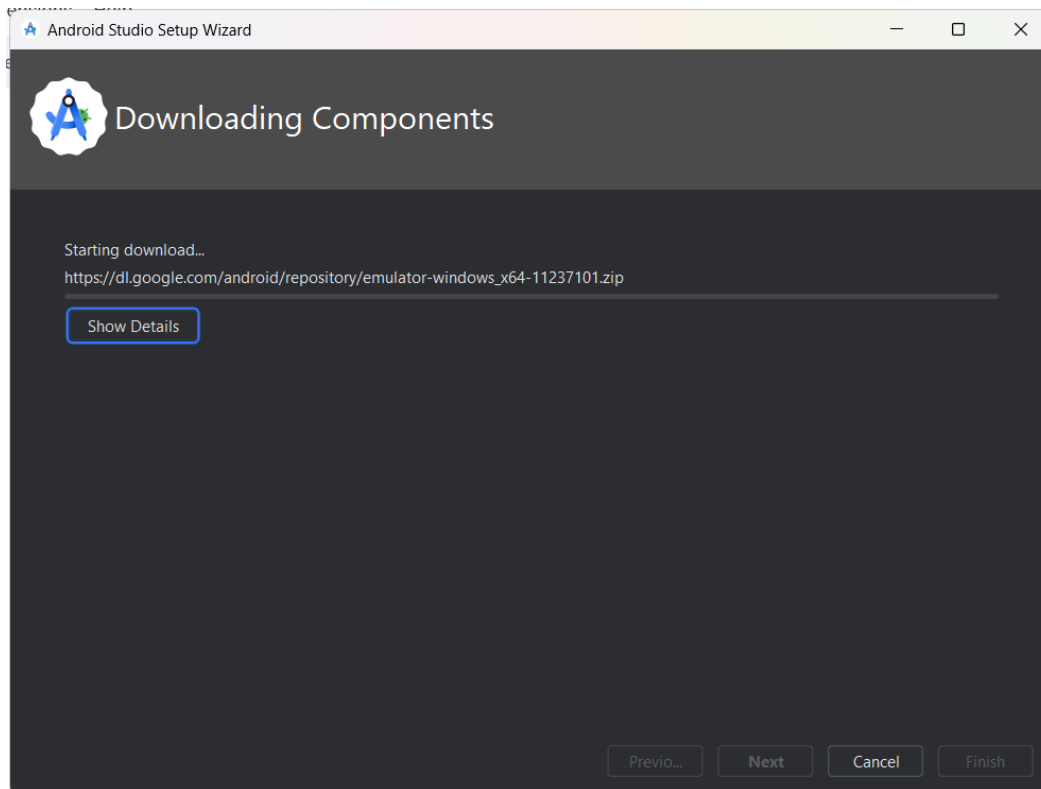 Android Studio Setup Wizard
Downloading Components
Starting download...
https://dl.google.com/android/repository/emulator-windows_x64-11237101.zip
Show Details
Previo... Next Cancel Finish